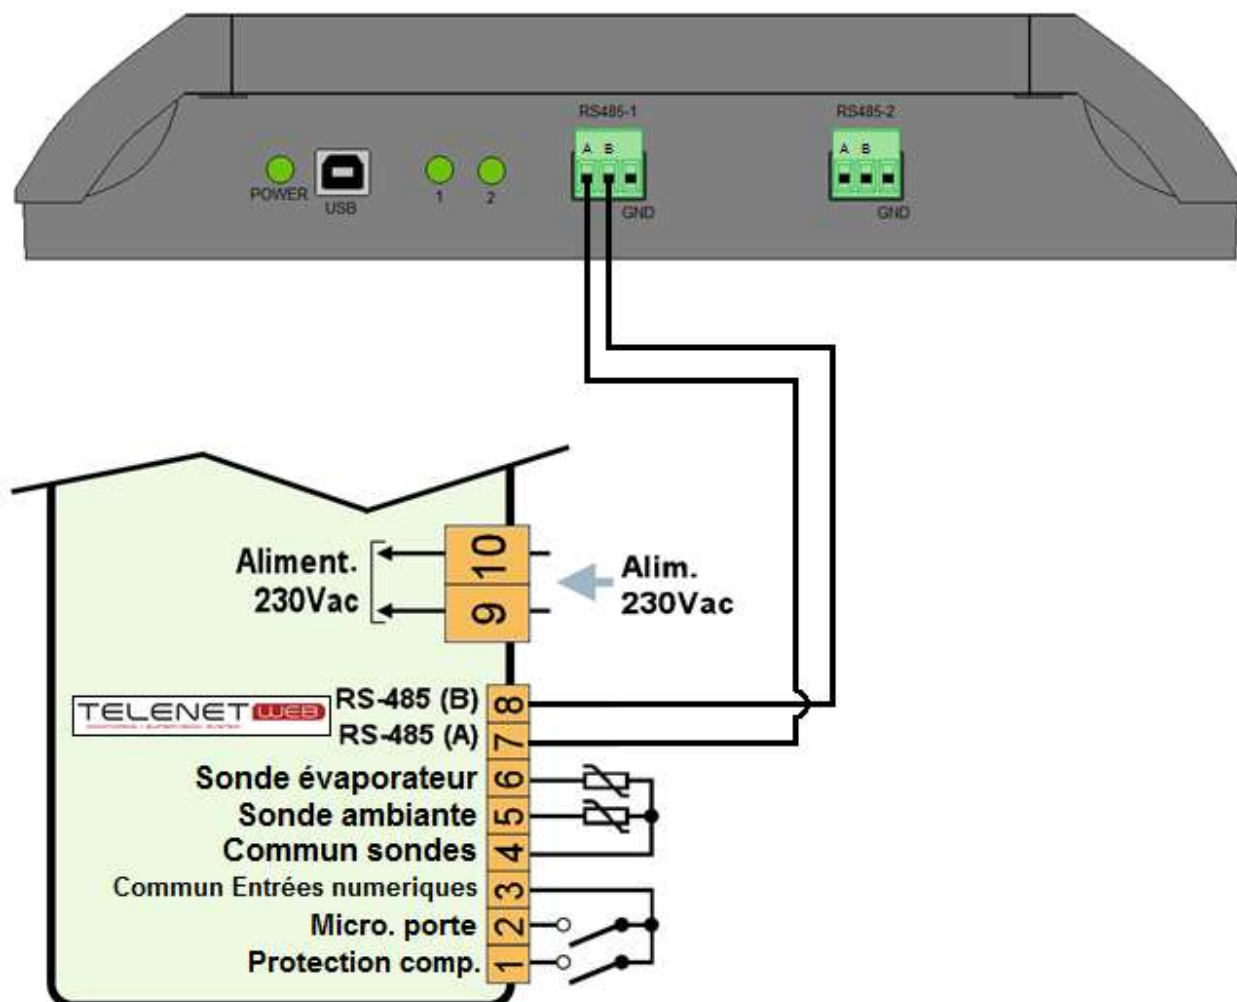 RS485-1
RS485-2
A B
A B
POWER
USB
1
2
GND
GND
10
Aliment.
230Vac
Alim.
230Vac
9
TELENET WEB
RS-485 (B) 8
RS-485 (A) 7
Sonde évaporateur 6
Sonde ambiante 5
Commun sondes 4
Commun Entrées numeriques 3
Micro. porte 2
Protection comp. 1